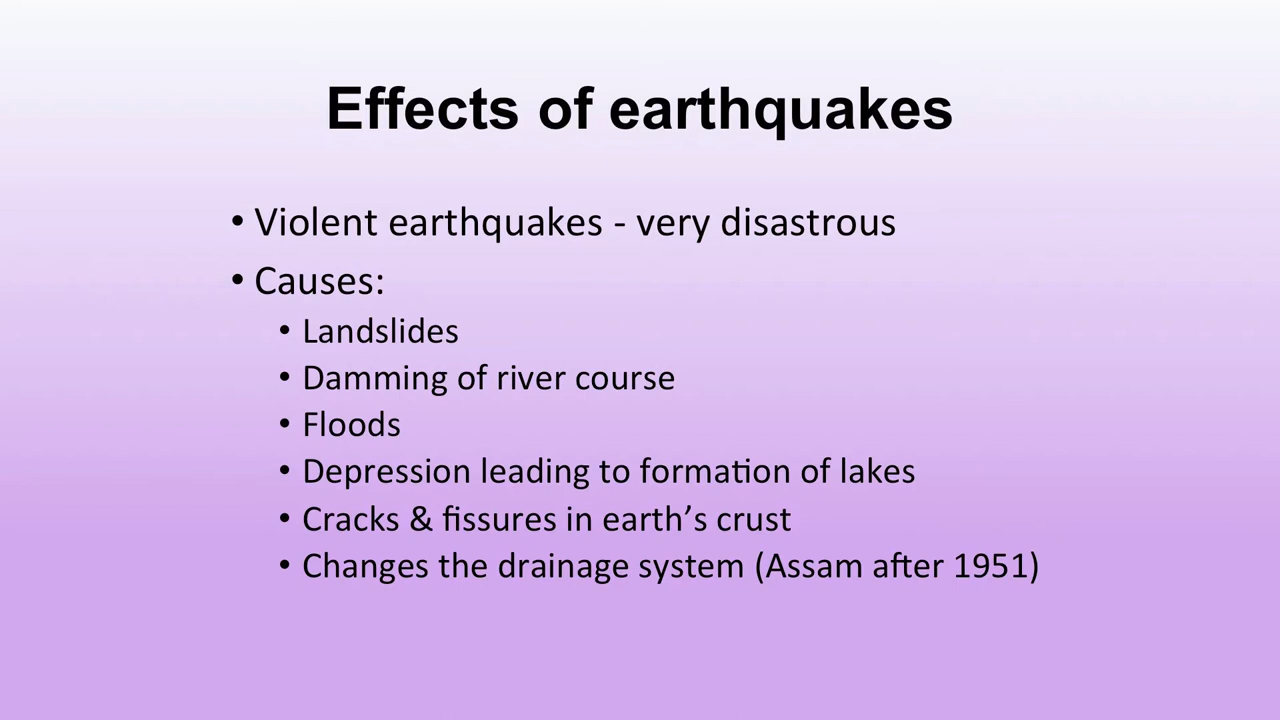 Effects of earthquakes
• Violent earthquakes - very disastrous
• Causes:
• Landslides
• Damming of river course
• Floods
• Depression leading to formation of lakes
• Cracks & fissures in earth’s crust
• Changes the drainage system (Assam after 1951)